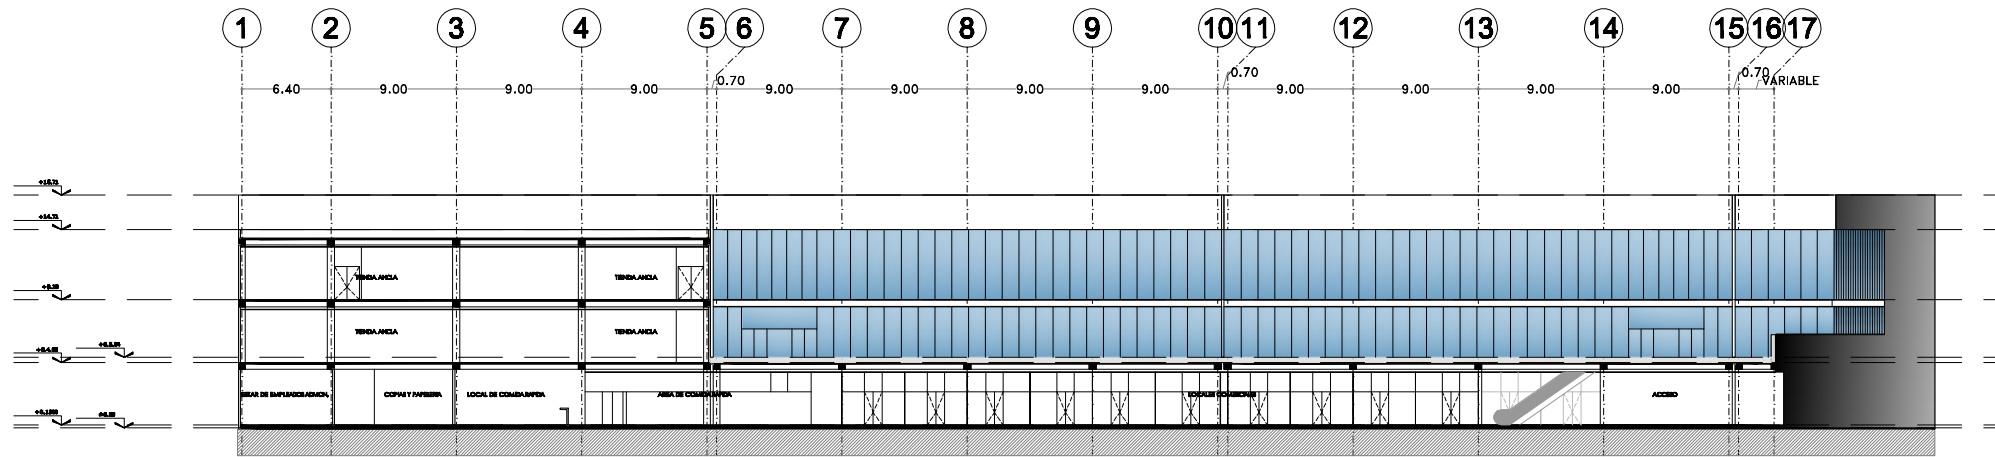 1 2 3 4 5 6 7 8 9 10 11 12 13 14 15 16 17
0.70 0.70 0.70
VARIABLE
6.40 9.00 9.00 9.00 9.00 9.00 9.00 9.00 9.00 9.00 9.00 9.00
TIENDA ANCLA TIENDA ANCLA
TIENDA ANCLA TIENDA ANCLA
COPIAS Y PAPELERIA LOCAL DE COMIDA RAPIDA AREA DE COMIDA RAPIDA LOCALES COMERCIALES ACCESO